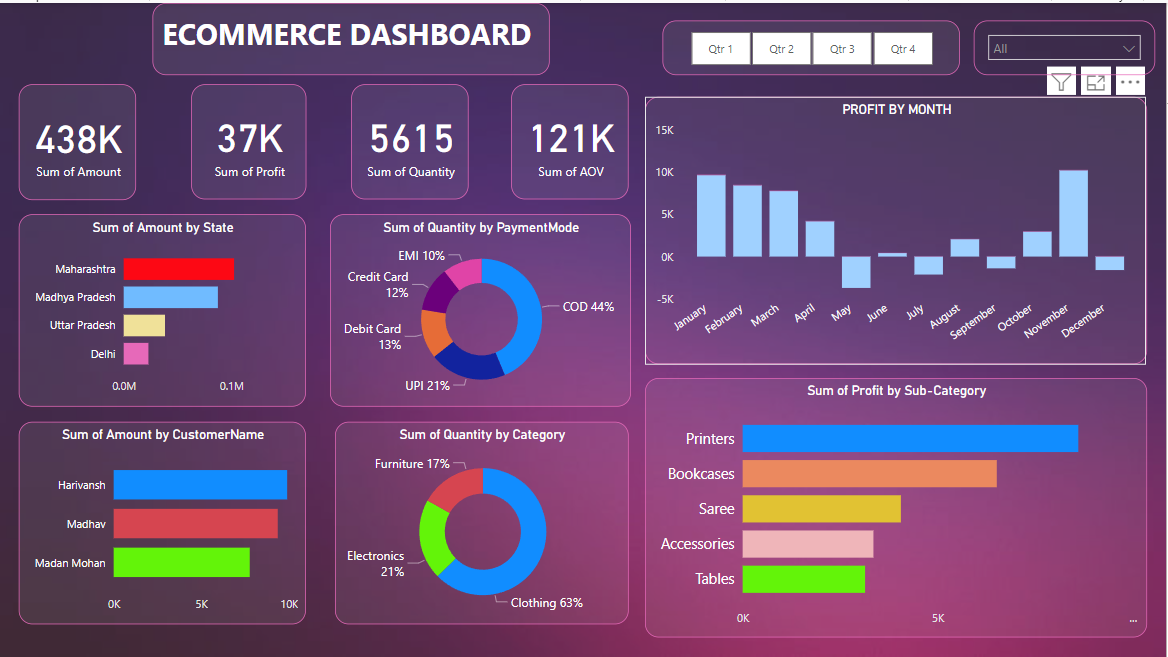 ECOMMERCE DASHBOARD
Qtr 1
Qtr 2
Qtr 3
Qtr 4
All
438K
Sum of Amount
37K
Sum of Profit
5615
Sum of Quantity
121K
Sum of AOV
PROFIT BY MONTH
15K
10K
5K
0K
-5K
January
February
March
April
May
June
July
August
September
October
November
December
Sum of Amount by State
Maharashtra
Madhya Pradesh
Uttar Pradesh
Delhi
0.0M
0.1M
Sum of Quantity by PaymentMode
EMI 10%
Credit Card
12%
Debit Card
13%
UPI 21%
COD 44%
Sum of Amount by CustomerName
Harivansh
Madhav
Madan Mohan
0K
5K
10K
Sum of Quantity by Category
Furniture 17%
Electronics
21%
Clothing 63%
Sum of Profit by Sub-Category
Printers
Bookcases
Saree
Accessories
Tables
0K
5K
...